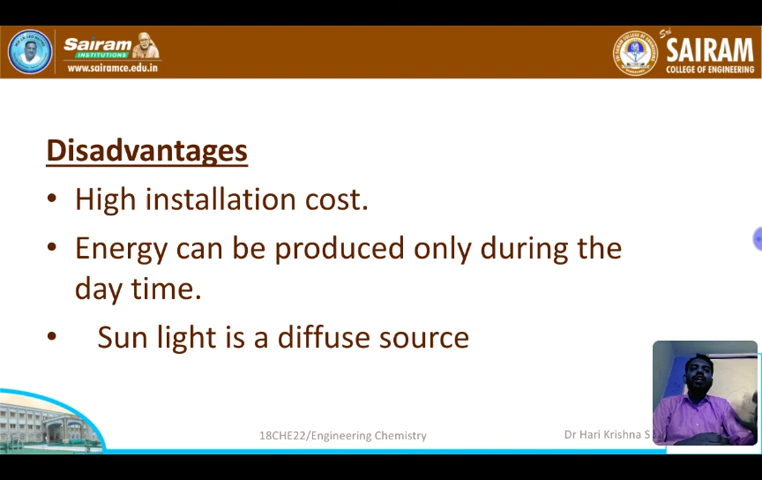 Sairam
INSTITUTIONS
www.sairamce.edu.in
Sri
SAIRAM
COLLEGE OF ENGINEERING
Disadvantages
• High installation cost.
• Energy can be produced only during the
day time.
• Sun light is a diffuse source
18CHE22/Engineering Chemistry
Dr Hari Krishna S